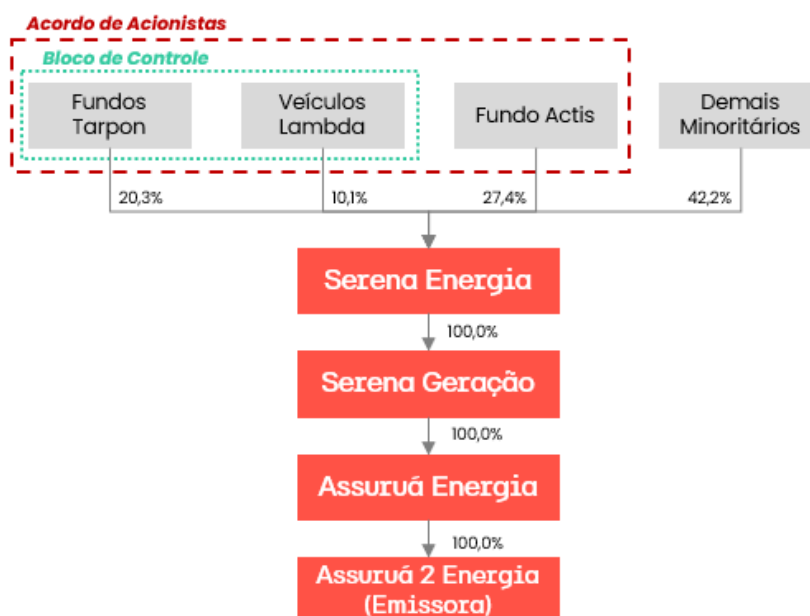 Acordo de Acionistas
Bloco de Controle
Fundos
Tarpon
Veículos
Lambda
Fundo Actis
Demais
Minoritários
20,3%
10,1%
27,4%
42,2%
Serena Energia
100,0%
Serena Geração
100,0%
Assuruá Energia
100,0%
Assuruá 2 Energia
(Emissora)